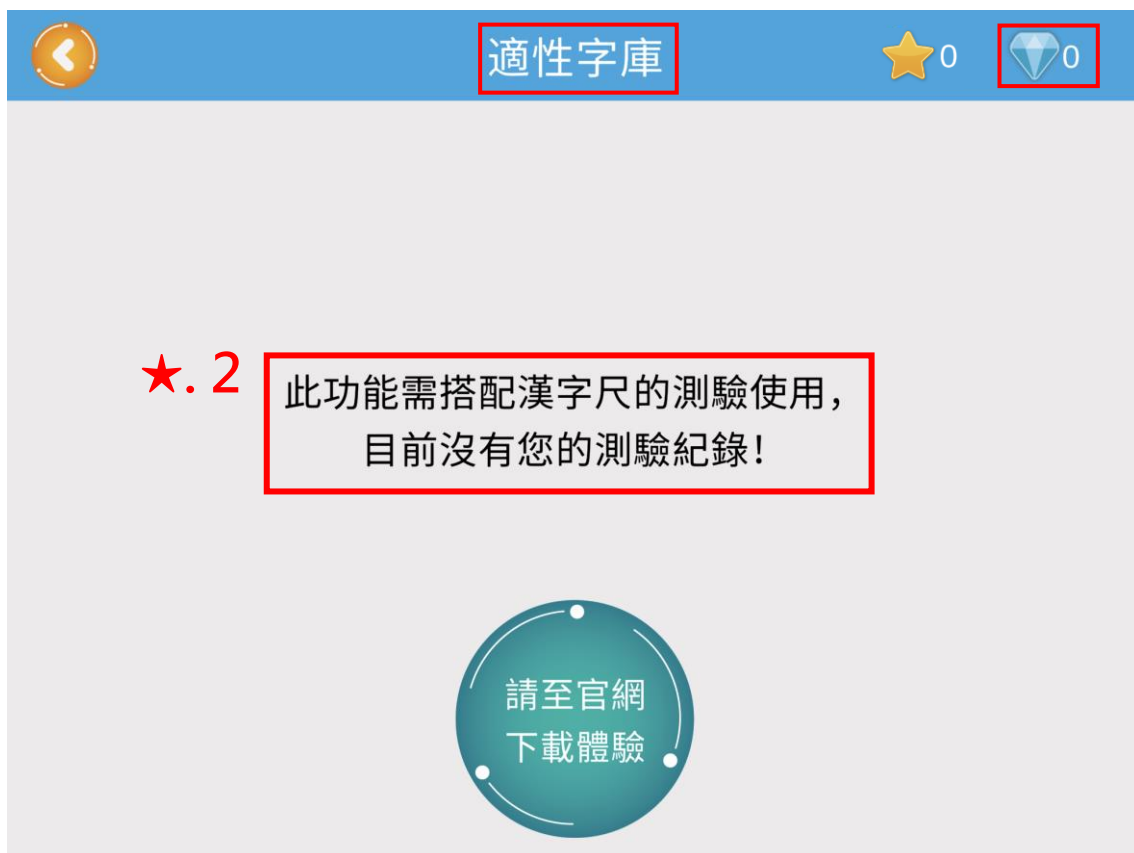 適性字庫
0
0
★. 2
此功能需搭配漢字尺的測驗使用，
目前沒有您的測驗紀錄！
請至官網
下載體驗